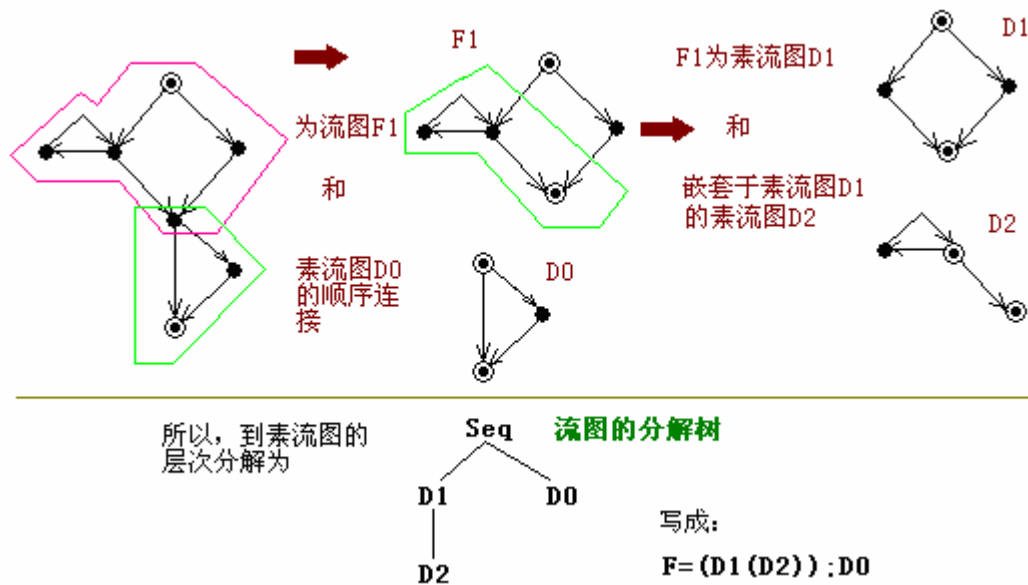 F1
为流图F1
和
素流图D0
的顺序连
接
D0
F1为素流图D1
和
嵌套于素流图D1
的素流图D2
D1
D2
所以，到素流图的
层次分解为
Seq
流图的分解树
D1
D0
D2
写成：
F=(D1(D2));D0